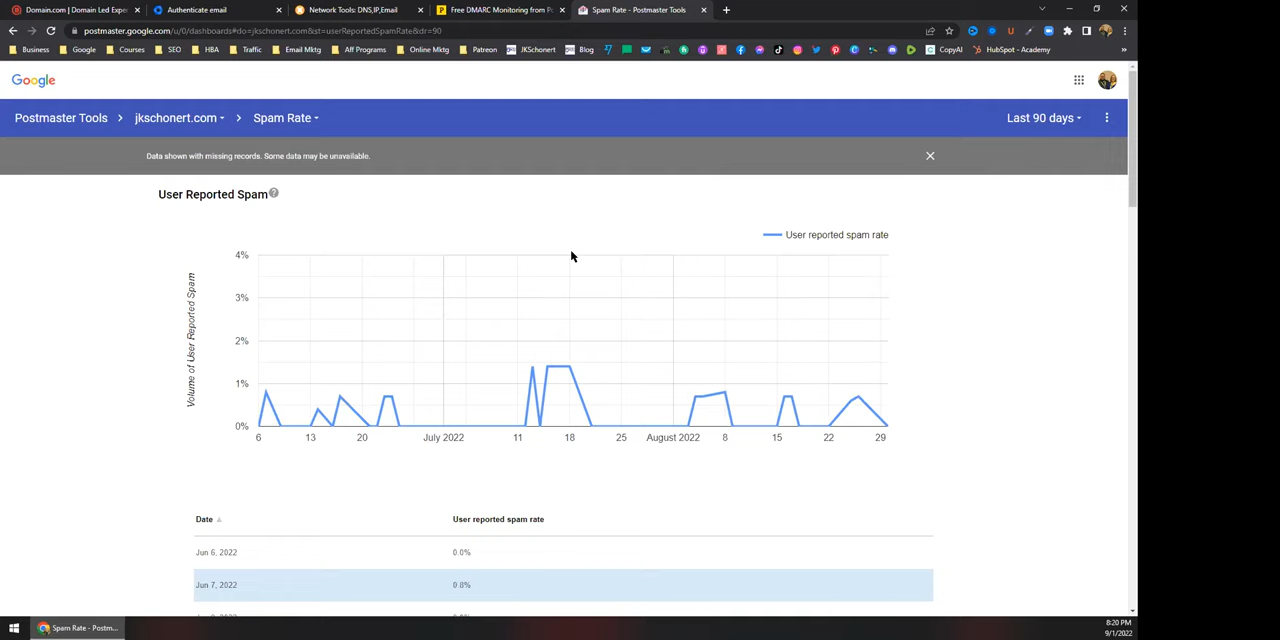 Domain.com | Domain Led Expe
Authenticate email
Network Tools: DNS,IP,Email
Free DMARC Monitoring from Po
Spam Rate - Postmaster Tools
postmaster.google.com/u/0/dashboards#do=jkschonert.com&st=userReportedSpamRate&dr=90
Business
Google
Courses
SEO
HBA
Traffic
Email Mktg
Aff Programs
Online Mktg
Patreon
JKSchonert
Blog
CopyAI
HubSpot - Academy
Google
Postmaster Tools > jkschonert.com > Spam Rate
Last 90 days
Data shown with missing records. Some data may be unavailable.
User Reported Spam
User reported spam rate
Volume of User Reported Spam
4%
3%
2%
1%
0%
6 13 20 July 2022 11 18 25 August 2022 8 15 22 29
Date User reported spam rate
Jun 6, 2022 0.0%
Jun 7, 2022 0.8%
Spam Rate - Postm...
8:20 PM
9/1/2022